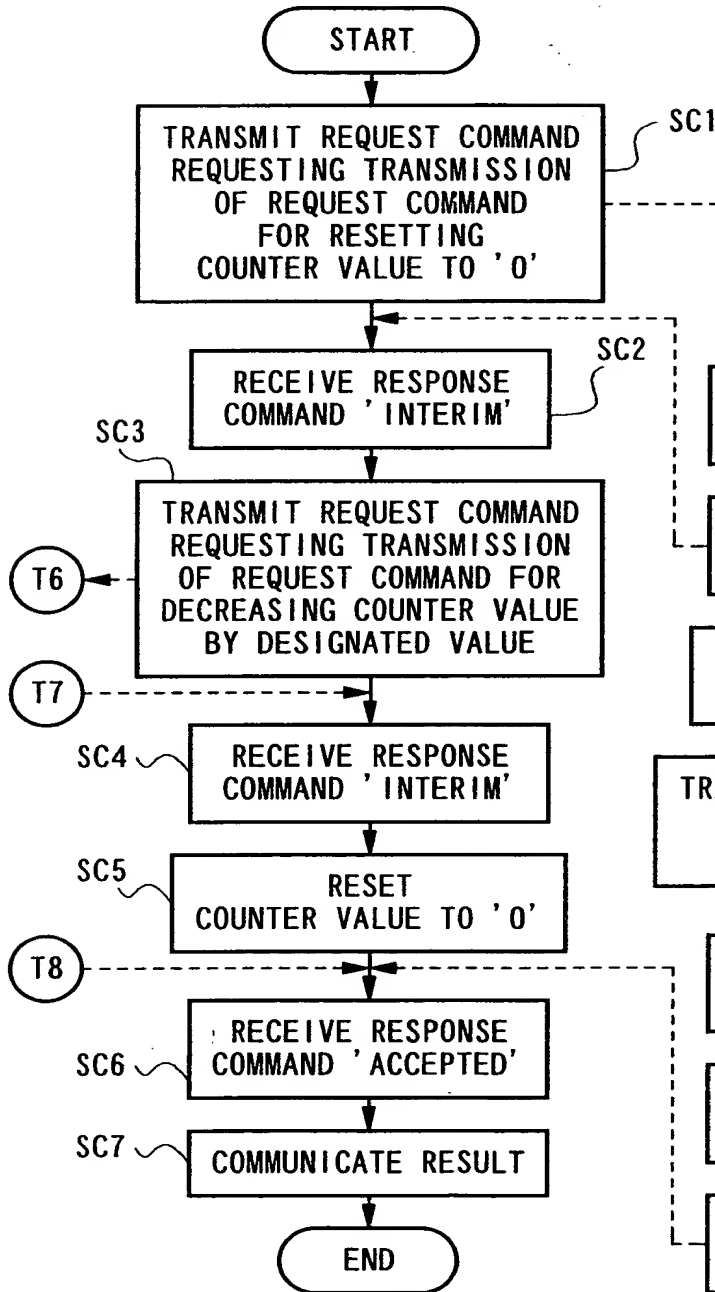 START
SC1
TRANSMIT REQUEST COMMAND
REQUESTING TRANSMISSION
OF REQUEST COMMAND
FOR RESETTING
COUNTER VALUE TO '0'
SC2
RECEIVE RESPONSE
COMMAND 'INTERIM'
SC3
TRANSMIT REQUEST COMMAND
REQUESTING TRANSMISSION
OF REQUEST COMMAND FOR
DECREASING COUNTER VALUE
BY DESIGNATED VALUE
T6
T7
SC4
RECEIVE RESPONSE
COMMAND 'INTERIM'
TR
SC5
RESET
COUNTER VALUE TO '0'
T8
RECEIVE RESPONSE
COMMAND 'ACCEPTED'
SC6
SC7
COMMUNICATE RESULT
END